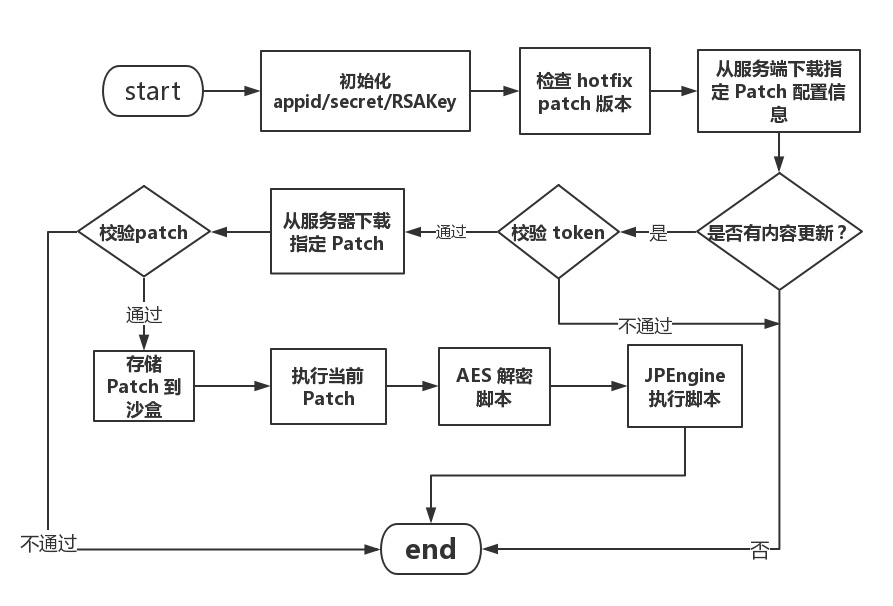 start
初始化
appid/secret/RSAKey
检查 hotfix
patch 版本
从服务端下载指
定 Patch 配置信
息
是否有内容更新？
是
校验 token
通过
从服务器下载
指定 Patch
校验patch
不通过
通过
存储
Patch 到
沙盒
执行当前
Patch
AES 解密
脚本
JPEngine
执行脚本
不通过
end
否